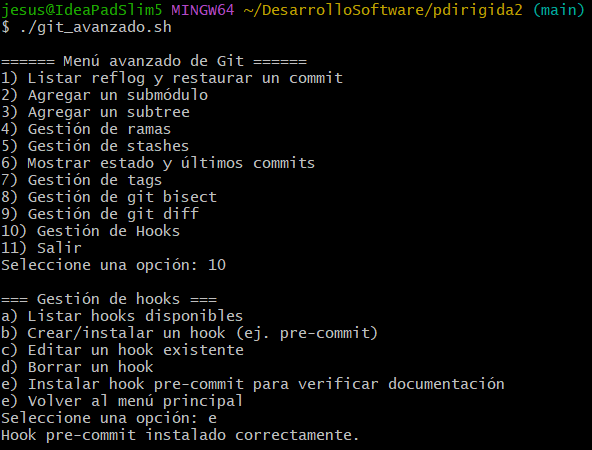 jesus@IdeaPadSlim5 MINGW64 ~/DesarrolloSoftware/pdirigida2 (main)
$ ./git_avanzado.sh
====== Menú avanzado de Git ======
1) Listar reflog y restaurar un commit
2) Agregar un submódulo
3) Agregar un subtree
4) Gestión de ramas
5) Gestión de stashes
6) Mostrar estado y últimos commits
7) Gestión de tags
8) Gestión de git bisect
9) Gestión de git diff
10) Gestión de Hooks
11) Salir
Seleccione una opción: 10
=== Gestión de hooks ===
a) Listar hooks disponibles
b) Crear/instalar un hook (ej. pre-commit)
c) Editar un hook existente
d) Borrar un hook
e) Instalar hook pre-commit para verificar documentación
e) Volver al menú principal
Seleccione una opción: e
Hook pre-commit instalado correctamente.